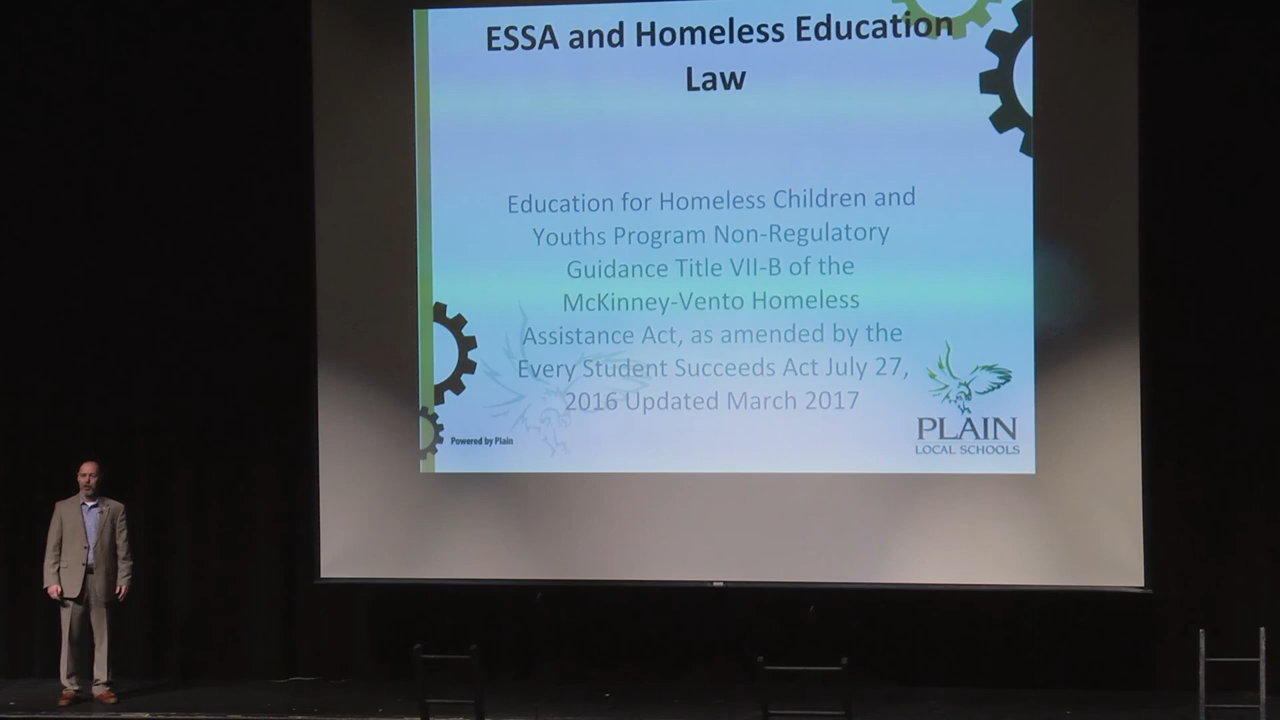 ESSA and Homeless Education
Law
Education for Homeless Children and
Youths Program Non-Regulatory
Guidance Title VII-B of the
McKinney-Vento Homeless
Assistance Act, as amended by the
Every Student Succeeds Act July 27,
2016 Updated March 2017
Powered by Plain
PLAIN
LOCAL SCHOOLS